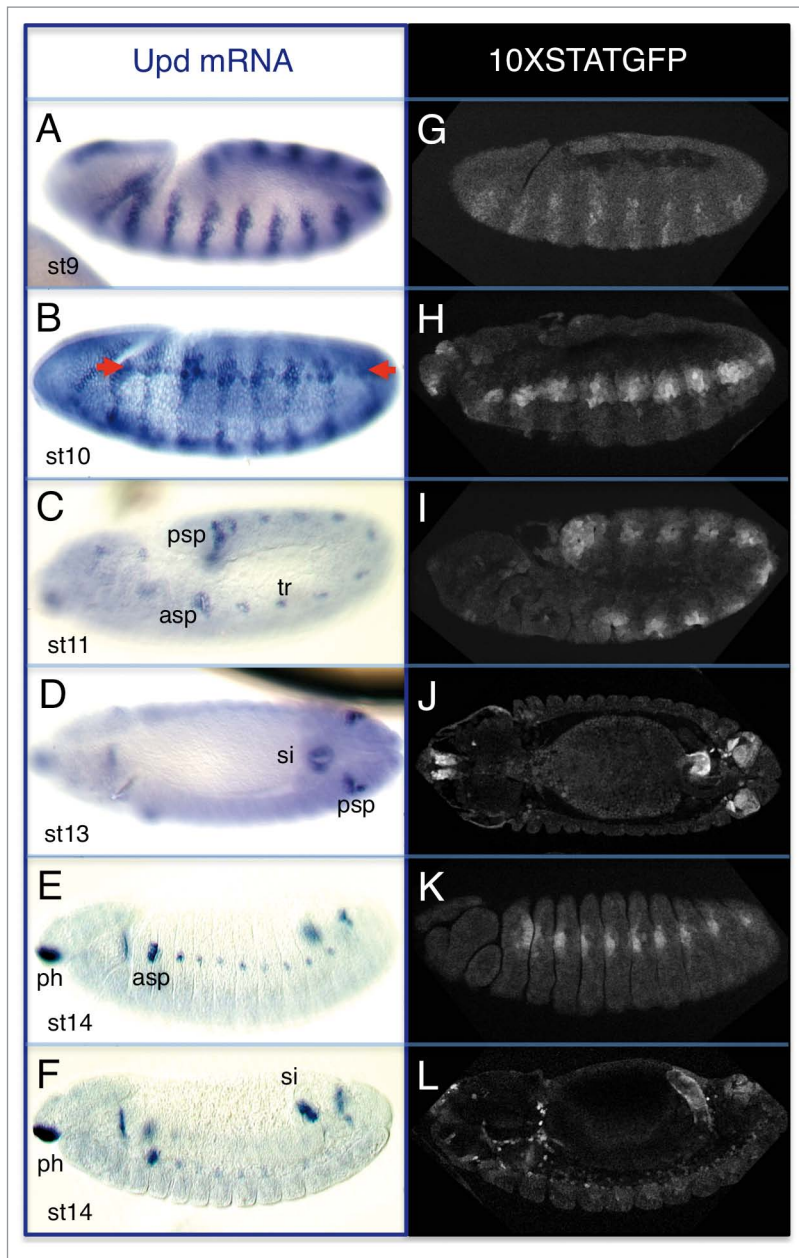 Upd mRNA
10XSTATGFP
A
st9
G
B
st10
H
C
psp
tr
asp
st11
I
D
si
psp
st13
J
E
ph
asp
st14
K
F
si
ph
st14
L